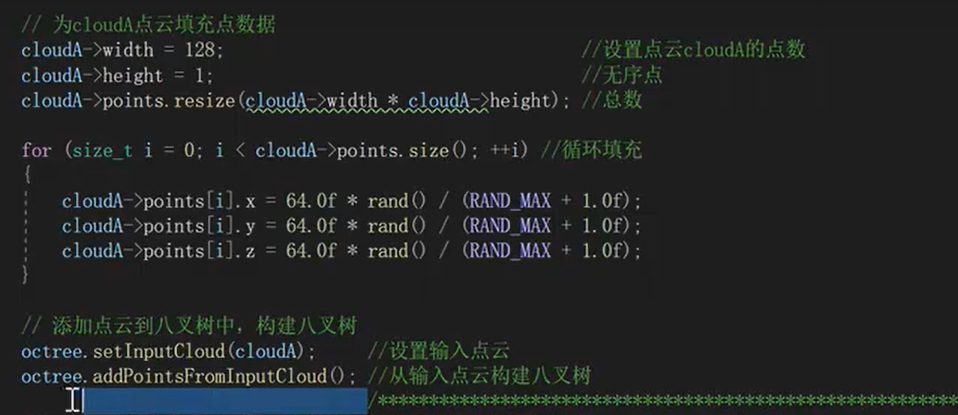 // 为cloudA点云填充点数据
cloudA->width = 128; //设置点云cloudA的点数
cloudA->height = 1; //无序点
cloudA->points.resize(cloudA->width * cloudA->height); //总数
for (size_t i = 0; i < cloudA->points.size(); ++i) //循环填充
{
cloudA->points[i].x = 64.0f * rand() / (RAND_MAX + 1.0f);
cloudA->points[i].y = 64.0f * rand() / (RAND_MAX + 1.0f);
cloudA->points[i].z = 64.0f * rand() / (RAND_MAX + 1.0f);
}
// 添加点云到八叉树中，构建八叉树
octree.setInputCloud(cloudA); //设置输入点云
octree.addPointsFromInputCloud(); //从输入点云构建八叉树
/**********************************************************